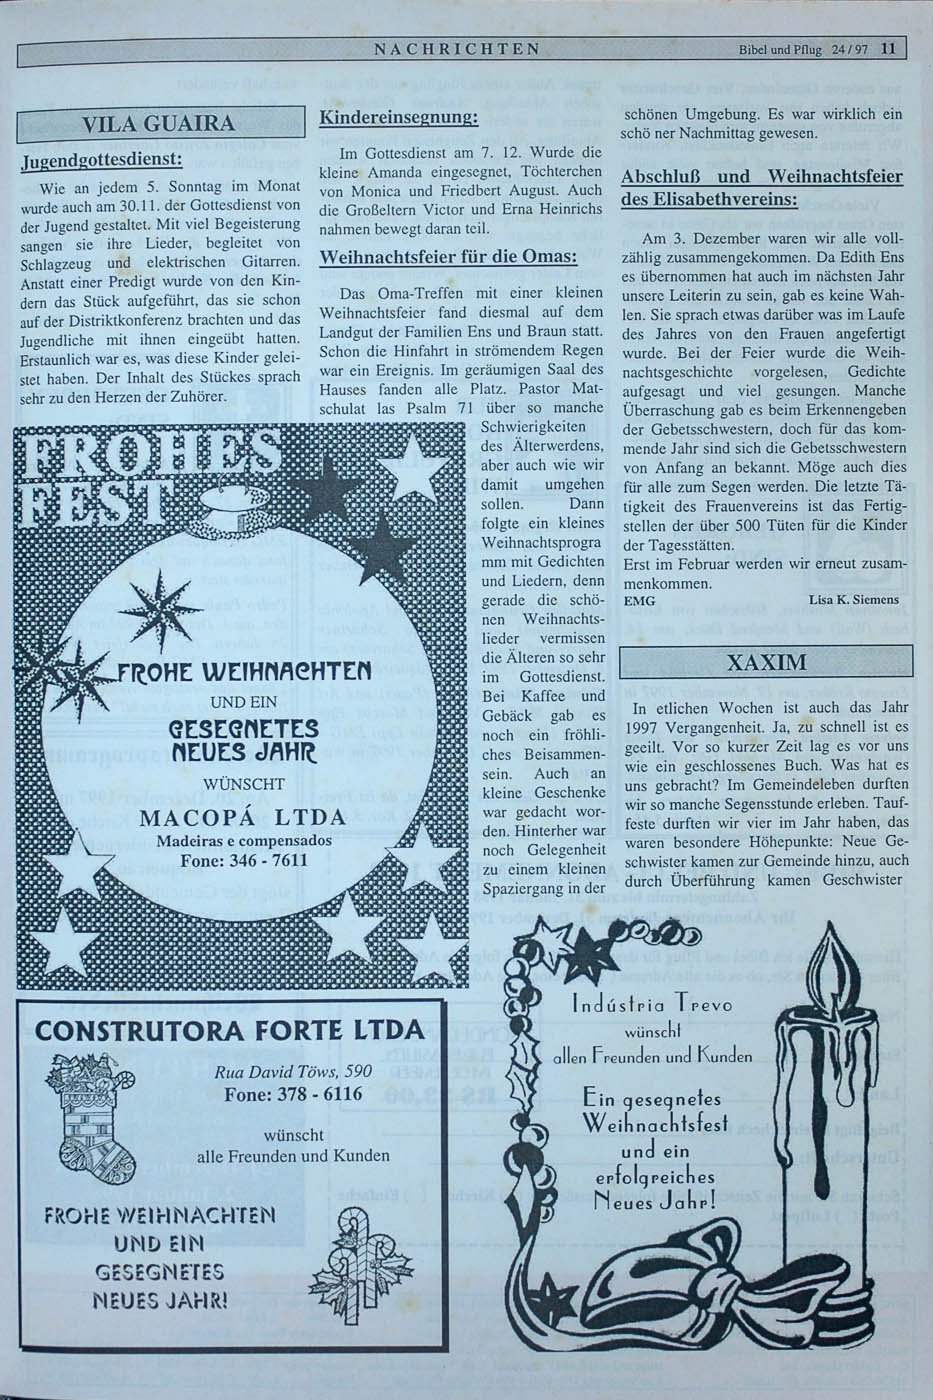 NACHRICHTEN
Bibel und Pflug 24/97 11
VILA GUAIRA
Jugendgottesdienst:
Wie an jedem 5. Sonntag im Monat
wurde auch am 30.11. der Gottesdienst von
der Jugend gestaltet. Mit viel Begeisterung
sangen sie ihre Lieder, begleitet von
Schlagzeug und elektrischen Gitarren.
Anstatt einer Predigt wurde von den Kin-
dern das Stück aufgeführt, das sie schon
auf der Distriktkonferenz brachten und das
Jugendliche mit ihnen eingeübt hatten.
Erstaunlich war es, was diese Kinder gelei-
stet haben. Der Inhalt des Stückes sprach
sehr zu den Herzen der Zuhörer.
Kindereinsegnung:
Im Gottesdienst am 7. 12. Wurde die
kleine Amanda eingesegnet, Töchterchen
von Monica und Friedbert August. Auch
die Großeltern Victor und Erna Heinrichs
nahmen bewegt daran teil.
Weihnachtsfeier für die Omas:
Das Oma-Treffen mit einer kleinen
Weihnachtsfeier fand diesmal auf dem
Landgut der Familien Ens und Braun statt.
Schon die Hinfahrt in strömendem Regen
war ein Ereignis. Im geräumigen Saal des
Hauses fanden alle Platz. Pastor Mat-
schulat las Psalm 71 über so manche
Schwierigkeiten
des Älterwerdens,
aber auch wie wir
damit umgehen
sollen. Dann
folgte ein kleines
Weihnachtsprogra
mm mit Gedichten
und Liedern, denn
gerade die schö-
nen Weihnachts-
lieder vermissen
die Älteren so sehr
im Gottesdienst.
Bei Kaffee und
Gebäck gab es
noch ein fröhli-
ches Beisammen-
sein. Auch an
kleine Geschenke
war gedacht wor-
den. Hinterher war
noch Gelegenheit
zu einem kleinen
Spaziergang in der
schönen Umgebung. Es war wirklich ein
schö ner Nachmittag gewesen.
Abschluß und Weihnachtsfeier
des Elisabethvereins:
Am 3. Dezember waren wir alle voll-
zählig zusammengekommen. Da Edith Ens
es übernommen hat auch im nächsten Jahr
unsere Leiterin zu sein, gab es keine Wah-
len. Sie sprach etwas darüber was im Laufe
des Jahres von den Frauen angefertigt
wurde. Bei der Feier wurde die Weih-
nachtsgeschichte vorgelesen, Gedichte
aufgesagt und viel gesungen. Manche
Überraschung gab es beim Erkennengeben
der Gebetsschwestern, doch für das kom-
mende Jahr sind sich die Gebetsschwestern
von Anfang an bekannt. Möge auch dies
für alle zum Segen werden. Die letzte Tä-
tigkeit des Frauenvereins ist das Fertig-
stellen der über 500 Tüten für die Kinder
der Tagesstätten.
Erst im Februar werden wir erneut zusam-
menkommen.
EMG Lisa K. Siemens
XAXIM
In etlichen Wochen ist auch das Jahr
1997 Vergangenheit. Ja, zu schnell ist es
geeilt. Vor so kurzer Zeit lag es vor uns
wie ein geschlossenes Buch. Was hat es
uns gebracht? Im Gemeindeleben durften
wir so manche Segensstunde erleben. Tauf-
feste durften wir vier im Jahr haben, das
waren besondere Höhepunkte: Neue Ge-
schwister kamen zur Gemeinde hinzu, auch
durch Überführung kamen Geschwister
FROHES
FEST
FROHE WEIHNACHTEN
UND EIN
GESEGNETES
NEUES JAHR
WÜNSCHT
MACOPÁ LTDA
Madeiras e compensados
Fone: 346 - 7611
CONSTRUTORA FORTE LTDA
Rua David Töws, 590
Fone: 378 - 6116
wünscht
alle Freunden und Kunden
FROHE WEIHNACHTEN
UND EIN
GESEGNETES
NEUES JAHR!
Indústria Trevo
wünscht
allen Freunden und Kunden
Ein gesegnetes
Weihnachtsfest
und ein
erfolgreiches
Neues Jahr!